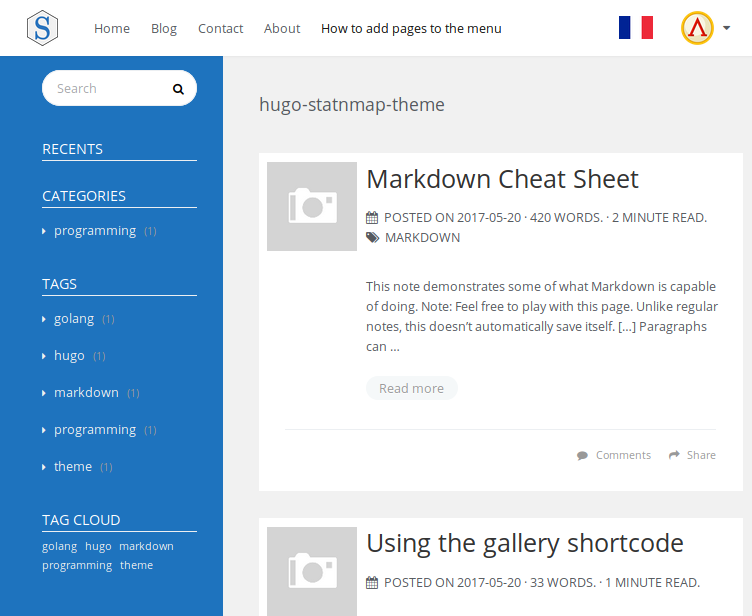 S
Home Blog Contact About How to add pages to the menu
Search
RECENTS
CATEGORIES
programming (1)
TAGS
golang (1)
hugo (1)
markdown (1)
programming (1)
theme (1)
TAG CLOUD
golang hugo markdown
programming theme
hugo-statnmap-theme
Markdown Cheat Sheet
POSTED ON 2017-05-20 · 420 WORDS. · 2 MINUTE READ.
MARKDOWN
This note demonstrates some of what Markdown is capable
of doing. Note: Feel free to play with this page. Unlike regular
notes, this doesn’t automatically save itself. [...] Paragraphs
can ...
Read more
Comments Share
Using the gallery shortcode
POSTED ON 2017-05-20 · 33 WORDS. · 1 MINUTE READ.